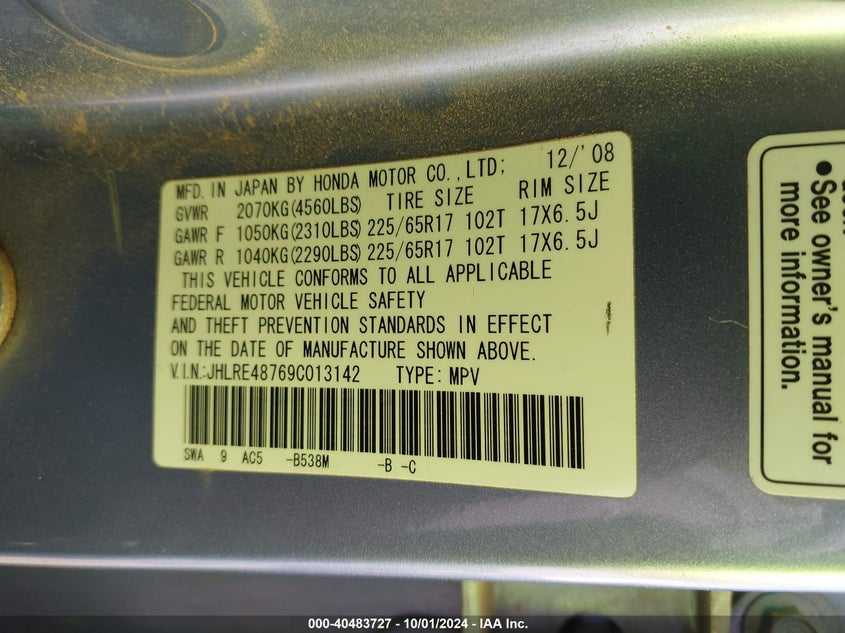 MFD. IN JAPAN BY HONDA MOTOR CO.,LTD; 12/'08
GVWR 2070KG(4560LBS) TIRE SIZE RIM SIZE
GAWR F 1050KG(2310LBS) 225/65R17 102T 17X6.5J
GAWR R 1040KG(2290LBS) 225/65R17 102T 17X6.5J
THIS VEHICLE CONFORMS TO ALL APPLICABLE
FEDERAL MOTOR VEHICLE SAFETY
AND THEFT PREVENTION STANDARDS IN EFFECT
ON THE DATE OF MANUFACTURE SHOWN ABOVE.
V.I.N.:JHLRE48769C013142 TYPE: MPV
SWA 9 AC5 -B538M -B -C
● See owner's manual for
more information.
000-40483727 - 10/01/2024 - IAA Inc.